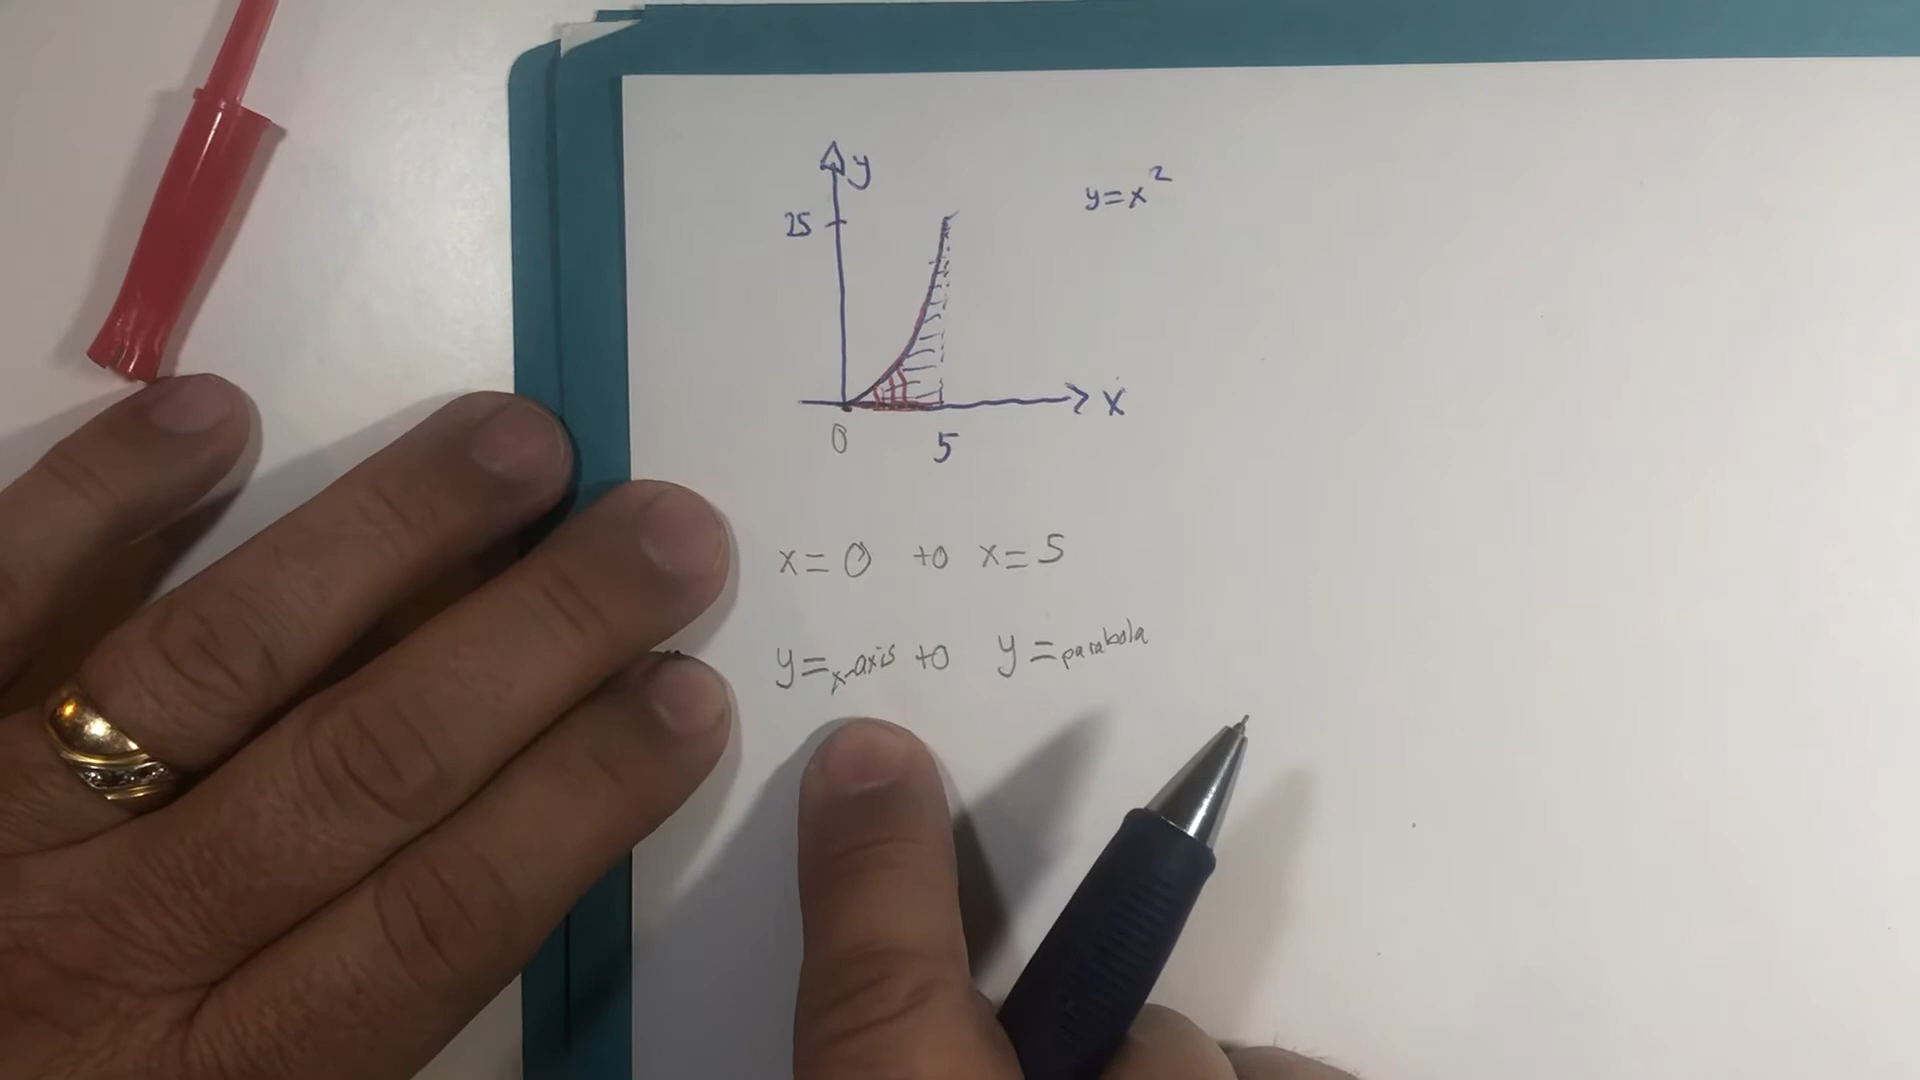 y
25
y=x²
x
0 5
x=0 to x=5
y=x-axis to y=parabola